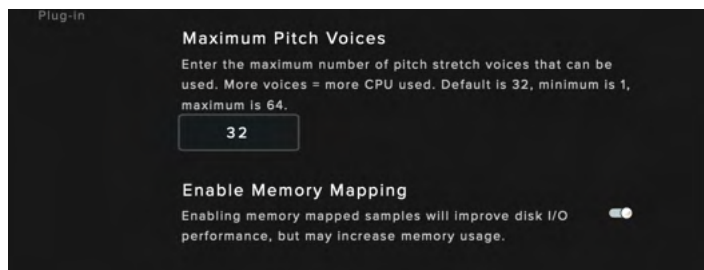 Plug-in
Maximum Pitch Voices
Enter the maximum number of pitch stretch voices that can be
used. More voices = more CPU used. Default is 32, minimum is 1,
maximum is 64.
32
Enable Memory Mapping
Enabling memory mapped samples will improve disk I/O
performance, but may increase memory usage.